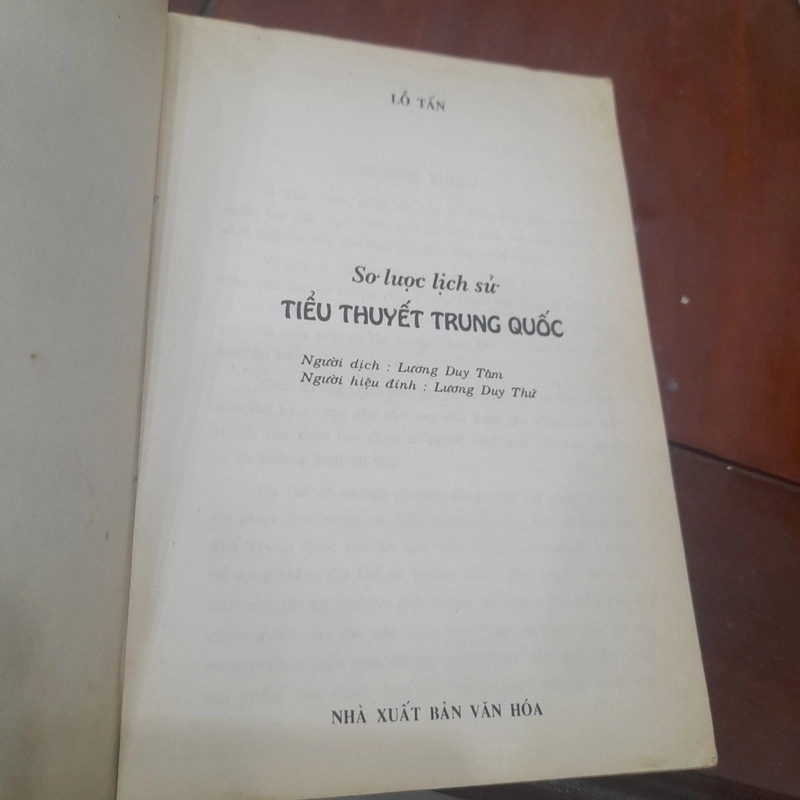 LỖ TẤN
Sơ lược lịch sử
TIỂU THUYẾT TRUNG QUỐC
Người dịch : Lương Duy Tâm
Người hiệu đính : Lương Duy Thứ
NHÀ XUẤT BẢN VĂN HÓA